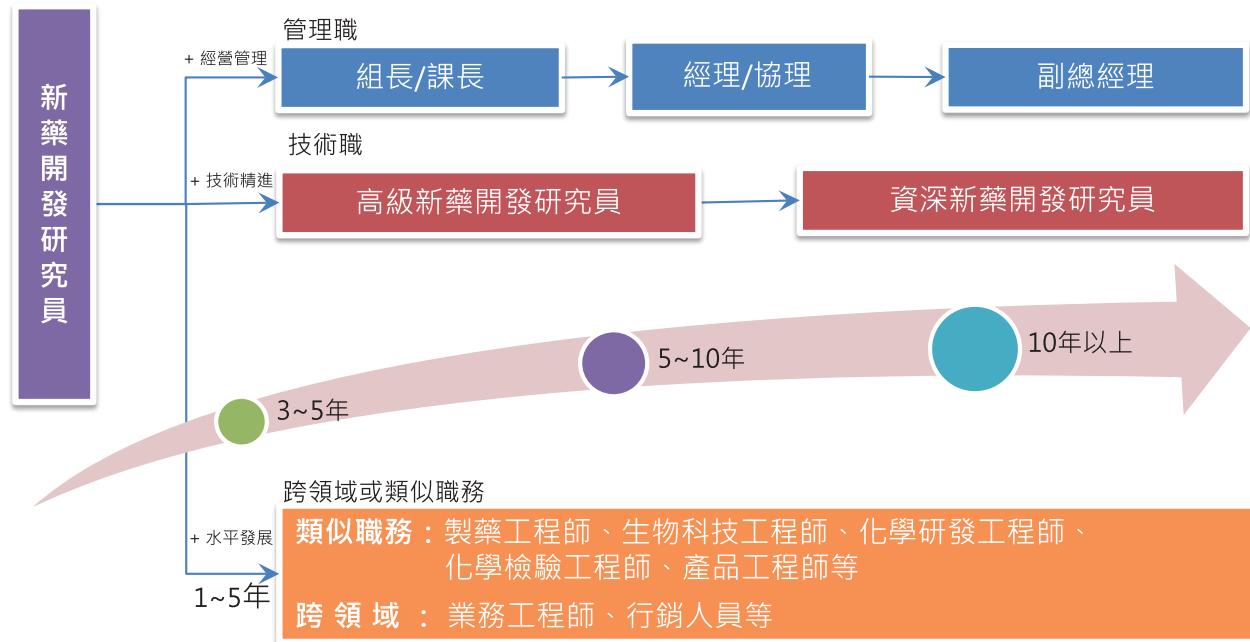 新藥開發研究員
管理職
+ 經營管理
組長/課長
經理/協理
副總經理
技術職
+ 技術精進
高級新藥開發研究員
資深新藥開發研究員
3~5年
5~10年
10年以上
跨領域或類似職務
+ 水平發展
1~5年
類似職務：製藥工程師、生物科技工程師、化學研發工程師、
化學檢驗工程師、產品工程師等
跨領域：業務工程師、行銷人員等